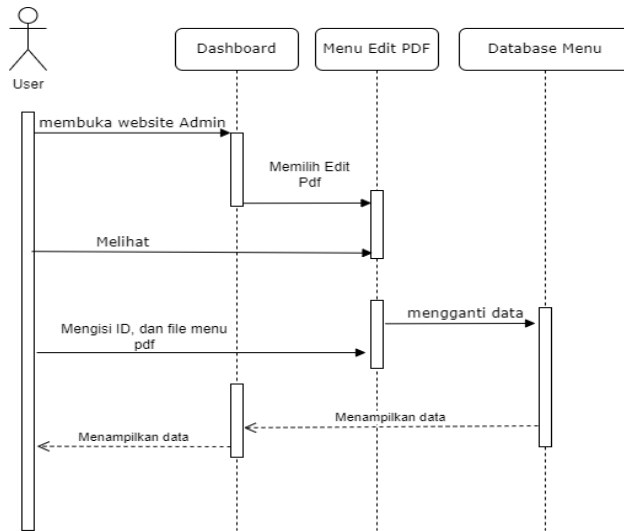 User
Dashboard
Menu Edit PDF
Database Menu
membuka website Admin
Memilih Edit
Pdf
Melihat
mengganti data
Mengisi ID, dan file menu
pdf
Menampilkan data
Menampilkan data